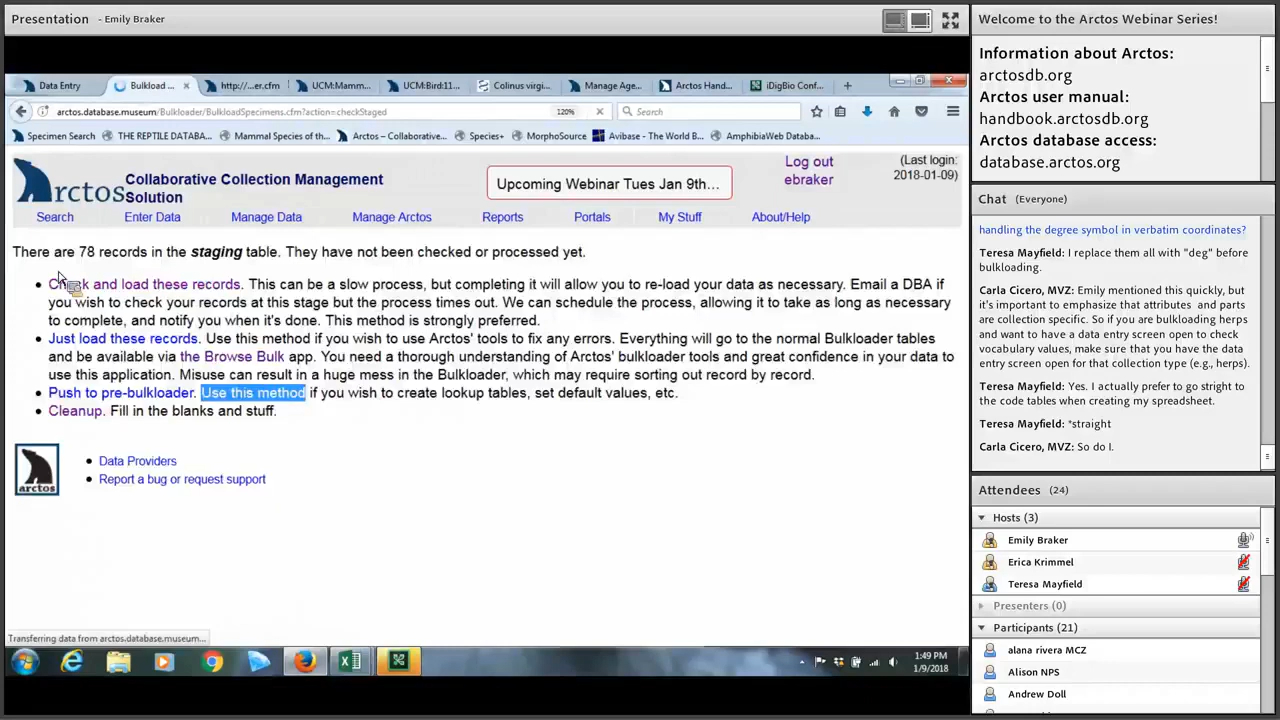 Presentation - Emily Braker
Data Entry
Bulkload ...
http://...er.cfm
UCM:Mamm...
UCM:Bird:11...
Colinus virgi...
Manage Age...
Arctos Hand...
iDigBio Conf...
arctos.database.museum/Bulkloader/BulkloadSpecimens.cfm?action=checkStaged
120%
Search
Specimen Search
THE REPTILE DATABA...
Mammal Species of th...
Arctos – Collaborative...
Species+
MorphoSource
Avibase - The World B...
AmphibiaWeb Databa...
Arctos
Collaborative Collection Management
Solution
Upcoming Webinar Tues Jan 9th...
Log out
ebraker
(Last login:
2018-01-09)
Search
Enter Data
Manage Data
Manage Arctos
Reports
Portals
My Stuff
About/Help
There are 78 records in the staging table. They have not been checked or processed yet.
and load these records. This can be a slow process, but completing it will allow you to re-load your data as necessary. Email a DBA if
you wish to check your records at this stage but the process times out. We can schedule the process, allowing it to take as long as necessary
to complete, and notify you when it's done. This method is strongly preferred.
Just load these records. Use this method if you wish to use Arctos' tools to fix any errors. Everything will go to the normal Bulkloader tables
and be available via the Browse Bulk app. You need a thorough understanding of Arctos' bulkloader tools and great confidence in your data to
use this application. Misuse can result in a huge mess in the Bulkloader, which may require sorting out record by record.
Push to pre-bulkloader. Use this method if you wish to create lookup tables, set default values, etc.
Cleanup. Fill in the blanks and stuff.
arctos
Data Providers
Report a bug or request support
Transferring data from arctos.database.museum...
1:49 PM
1/9/2018
Welcome to the Arctos Webinar Series!
Information about Arctos:
arctosdb.org
Arctos user manual:
handbook.arctosdb.org
Arctos database access:
database.arctos.org
Chat (Everyone)
handling the degree symbol in verbatim coordinates?
Teresa Mayfield: I replace them all with "deg" before
bulkloading.
Carla Cicero, MVZ: Emily mentioned this quickly, but
it's important to emphasize that attributes and parts
are collection specific. So if you are bulkloading herps
and want to have a data entry screen open to check
vocabulary values, make sure that you have the data
entry screen open for that collection type (e.g., herps).
Teresa Mayfield: Yes. I actually prefer to go stright to
the code tables when creating my spreadsheet.
Teresa Mayfield: *straight
Carla Cicero, MVZ: So do I.
Attendees (24)
Hosts (3)
Emily Braker
Erica Krimmel
Teresa Mayfield
Presenters (0)
Participants (21)
alana rivera MCZ
Alison NPS
Andrew Doll